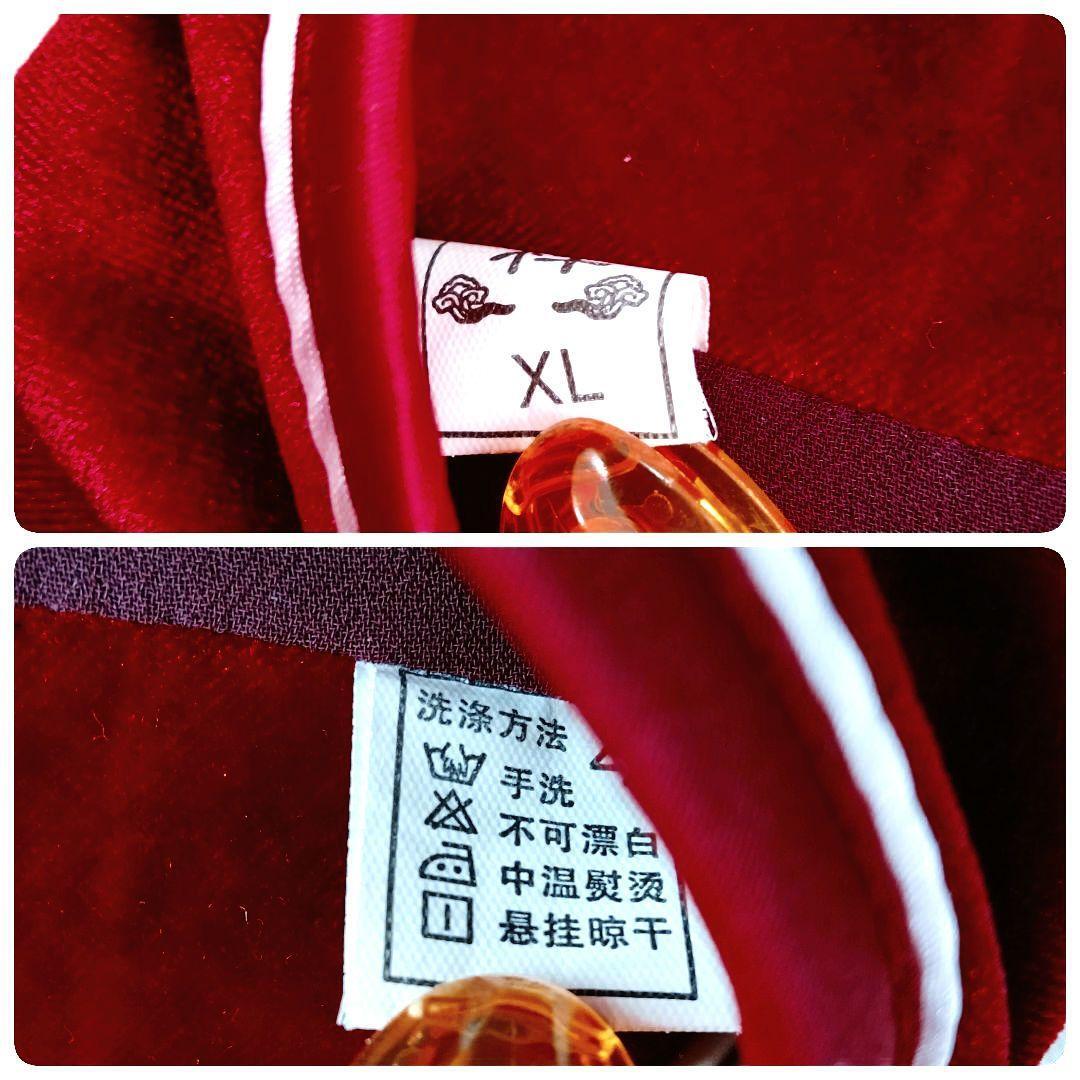 XL
洗涤方法
手洗
不可漂白
中温熨烫
悬挂晾干